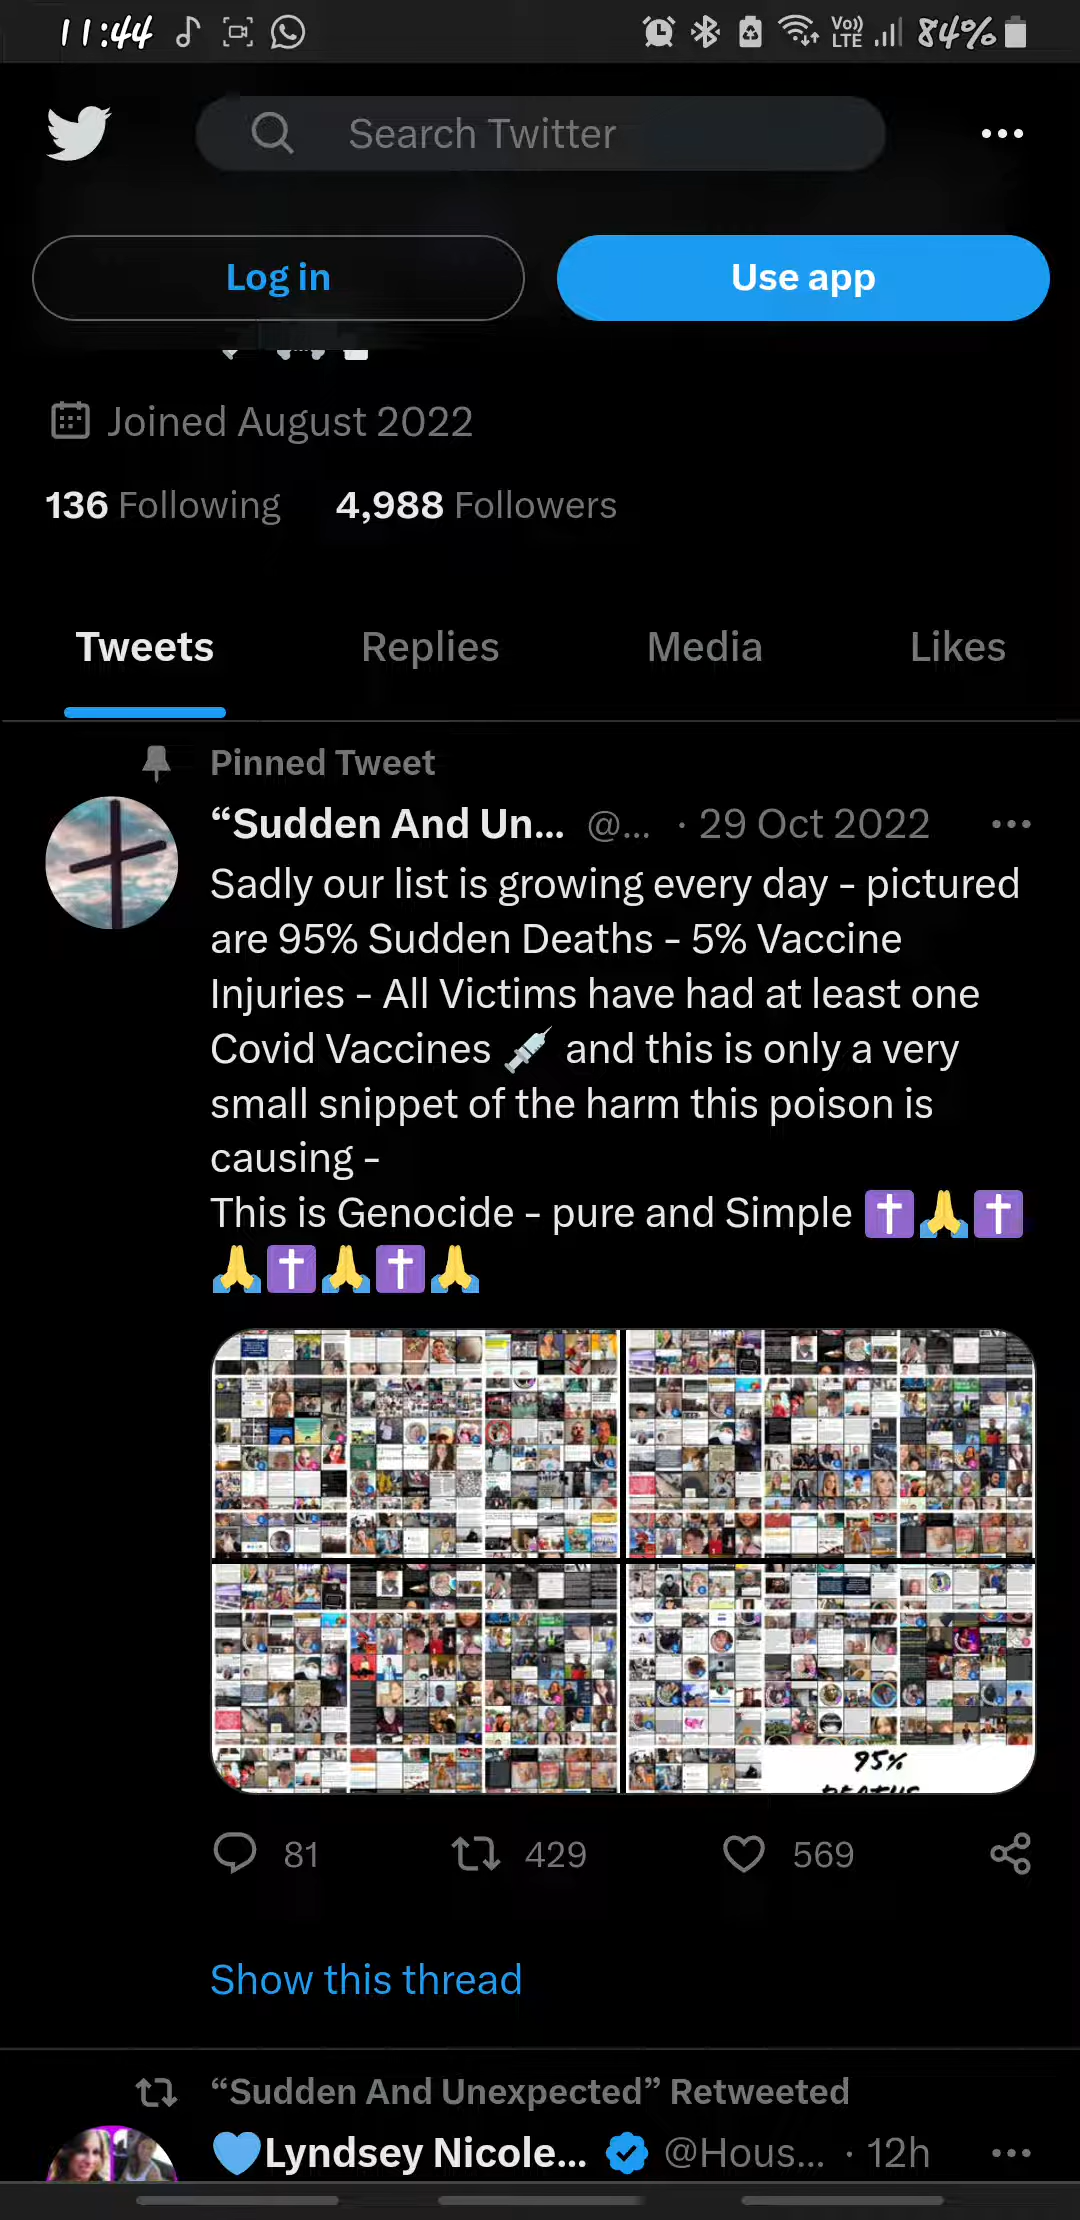 11:44
Vo))
LTE
84%
Search Twitter
Log in
Use app
Joined August 2022
136 Following 4,988 Followers
Tweets Replies Media Likes
Pinned Tweet
“Sudden And Un... @... · 29 Oct 2022
Sadly our list is growing every day - pictured
are 95% Sudden Deaths - 5% Vaccine
Injuries - All Victims have had at least one
Covid Vaccines 💉 and this is only a very
small snippet of the harm this poison is
causing -
This is Genocide - pure and Simple ✝️🙏✝️
🙏✝️🙏✝️🙏
95%
DEATHS
81 429 569
Show this thread
“Sudden And Unexpected” Retweeted
💙Lyndsey Nicole... @Hous... · 12h